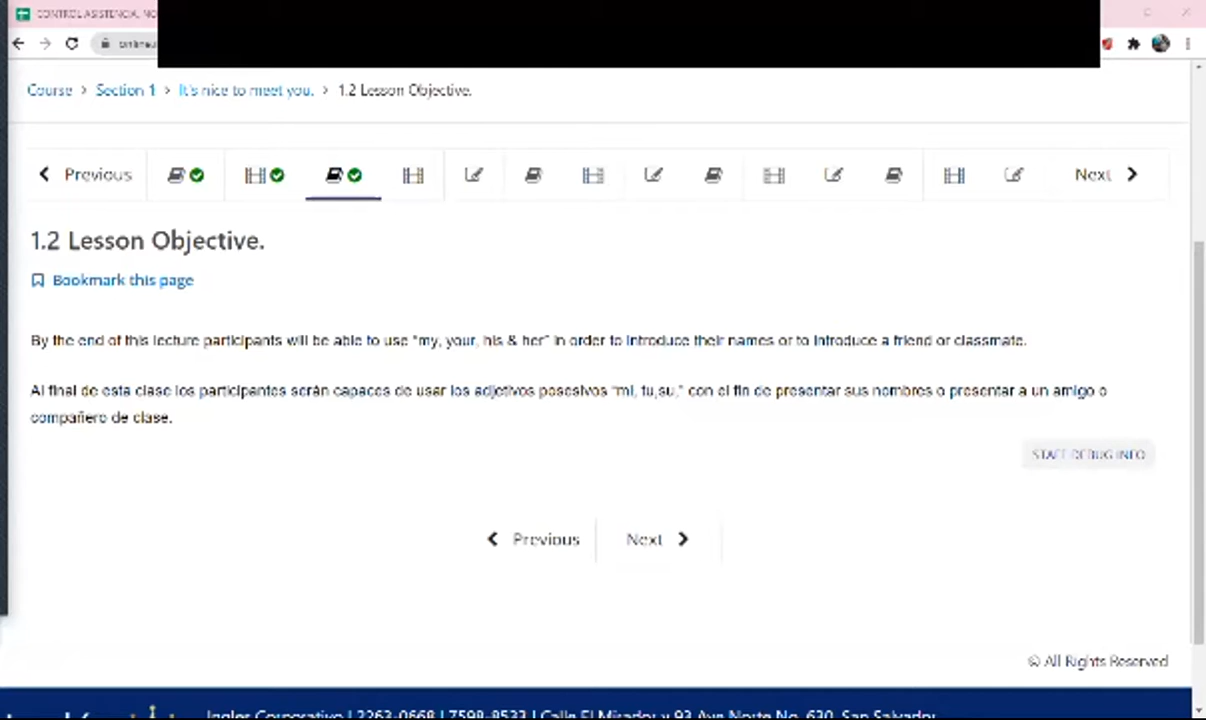 CONTROL ASISTENCIA, NO
Course > Section 1 > It's nice to meet you. > 1.2 Lesson Objective.
Previous
Next
1.2 Lesson Objective.
Bookmark this page
By the end of this lecture participants will be able to use "my, your, his & her" in order to introduce their names or to introduce a friend or classmate.
Al final de esta clase los participantes serán capaces de usar los adjetivos posesivos "mi, tu,su," con el fin de presentar sus nombres o presentar a un amigo o
compañero de clase.
STAFF DEBUG INFO
Previous
Next
© All Rights Reserved
Ingles Corporativo | 2263-0668 | 7598-8533 | Calle El Mirador y 93 Ave Norte No. 630, San Salvador